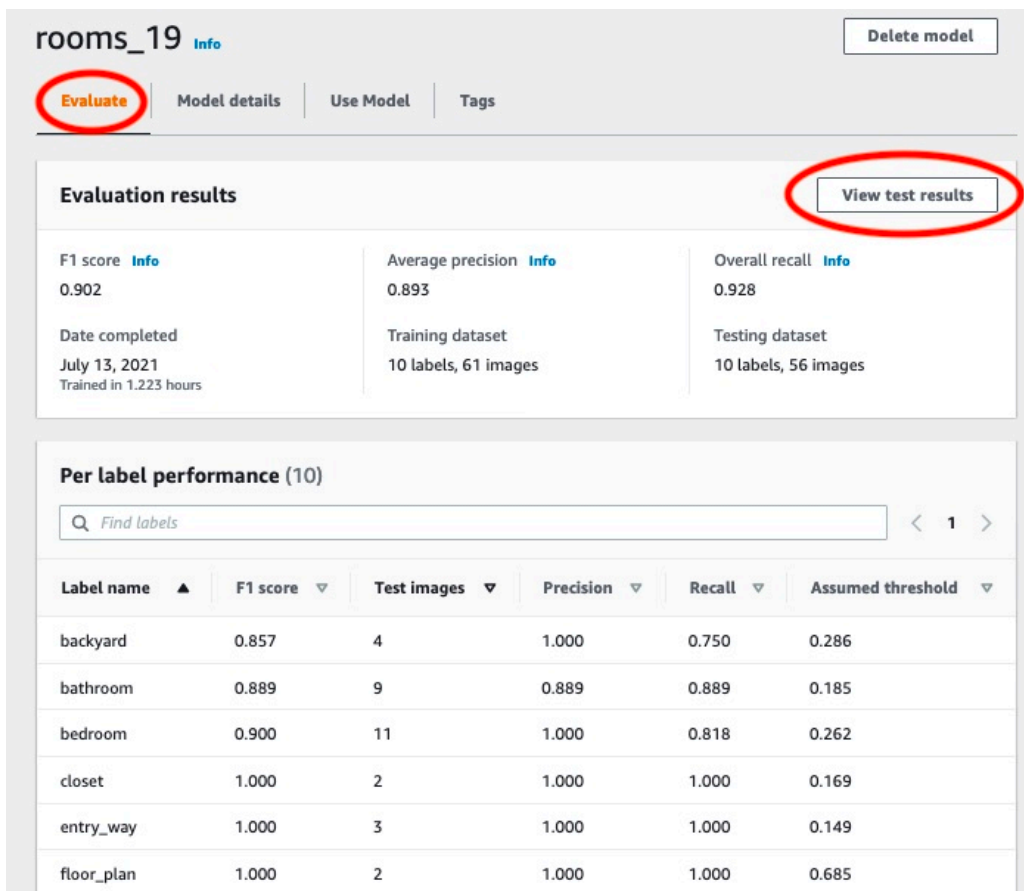 rooms_19 Info Delete model
Evaluate Model details Use Model Tags
Evaluation results View test results
F1 score Info Average precision Info Overall recall Info
0.902 0.893 0.928
Date completed Training dataset Testing dataset
July 13, 2021 10 labels, 61 images 10 labels, 56 images
Trained in 1.223 hours
Per label performance (10)
Find labels 1
Label name F1 score Test images Precision Recall Assumed threshold
backyard 0.857 4 1.000 0.750 0.286
bathroom 0.889 9 0.889 0.889 0.185
bedroom 0.900 11 1.000 0.818 0.262
closet 1.000 2 1.000 1.000 0.169
entry_way 1.000 3 1.000 1.000 0.149
floor_plan 1.000 2 1.000 1.000 0.685